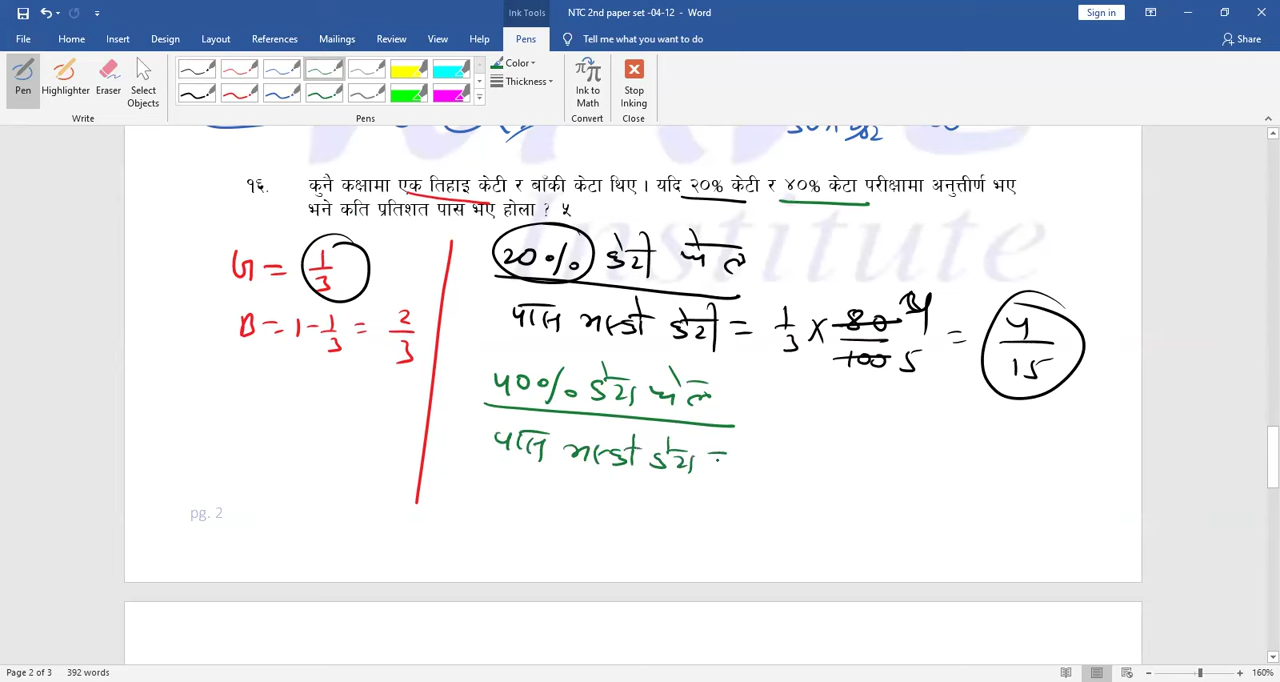 NTC 2nd paper set -04-12 - Word
Ink Tools
Sign in
File Home Insert Draw Design Layout References Mailings Review View Help Pens Tell me what you want to do Share
Pen Highlighter Eraser Select Objects
Color
Thickness
Ink to Math
Stop Inking
Write Pens Convert Close
१६. कुनै कक्षामा एक तिहाइ केटी र बाँकी केटा थिए । यदि २०% केटी र ४०% केटा परीक्षामा अनुत्तीर्ण भए
भने कति प्रतिशत पास भए होला ? ५
Institute
G = 1/3
B = 1 - 1/3 = 2/3
20% केटी फेल
पास भएको केटी = 1/3 × 80/100 4/5 = 4/15
40% केटा फेल
पास भएको केटा =
pg. 2
Page 2 of 3 392 words 160%